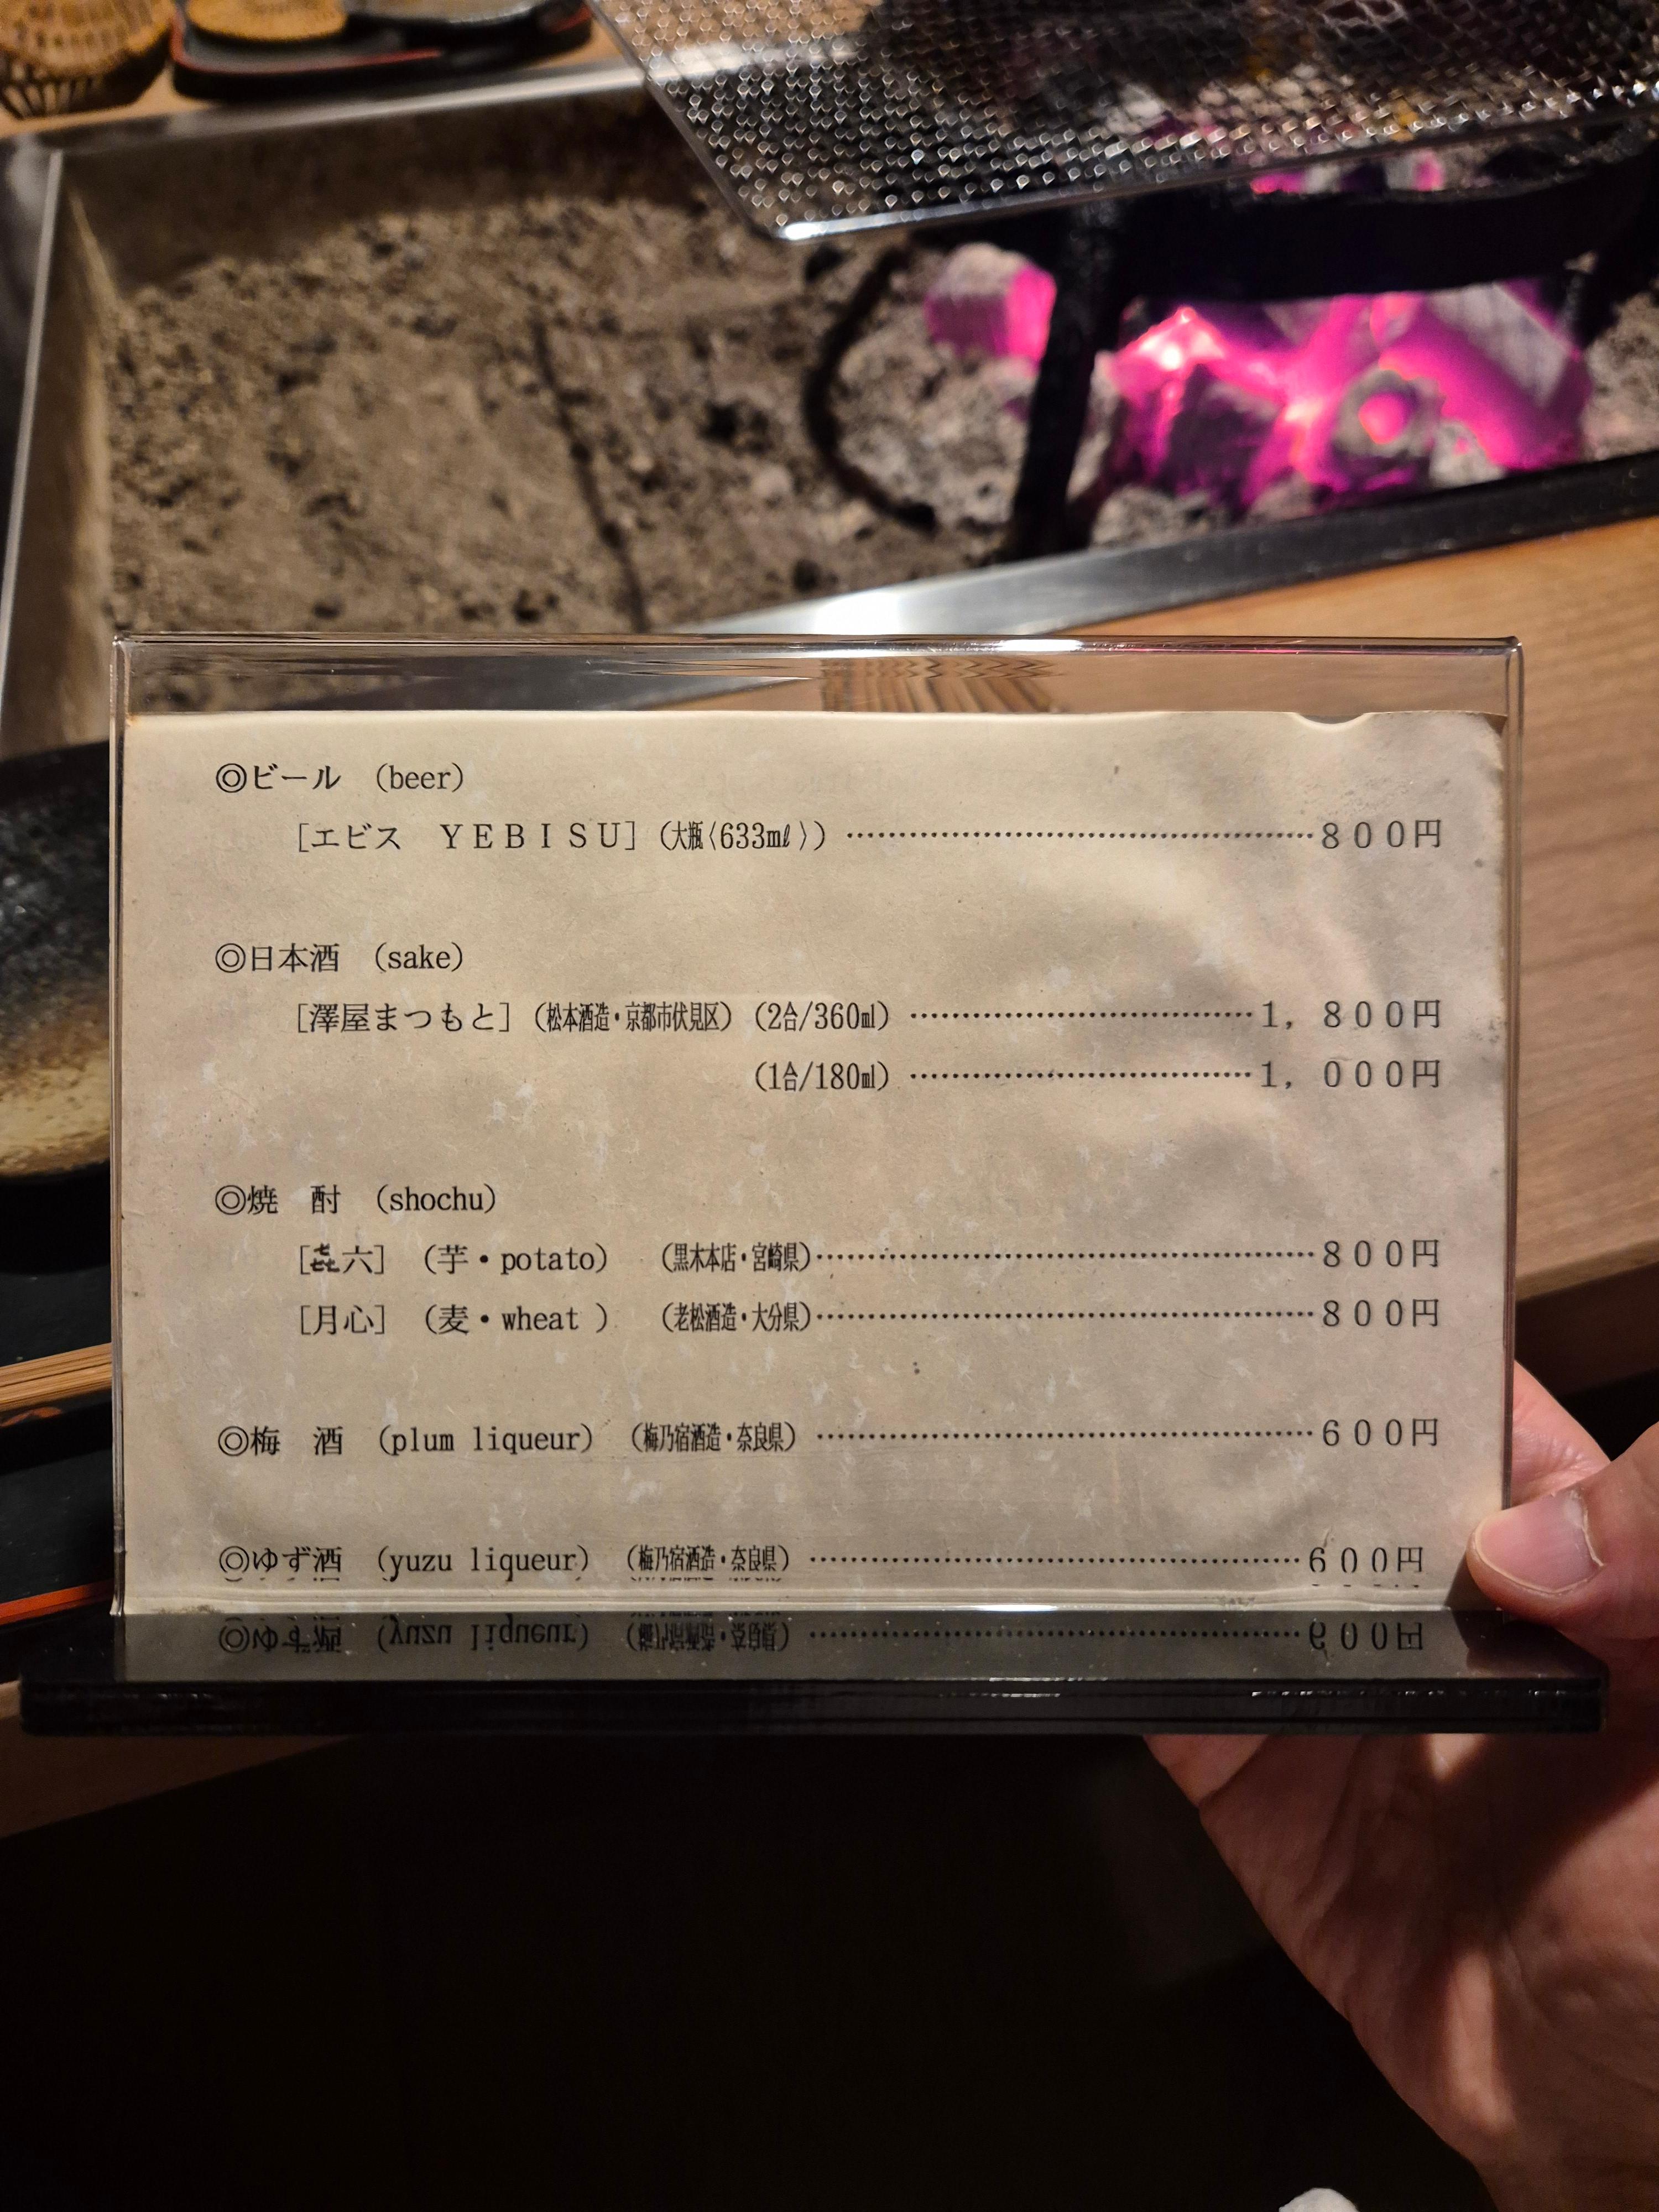 ◎ビール (beer)
[エビス ＹＥＢＩＳＵ](大瓶〈633㎖〉)……………………………８００円
◎日本酒 (sake)
[澤屋まつもと](松本酒造・京都市伏見区)(2合/360㎖)……………………１，８００円
(1合/180㎖)……………………１，０００円
◎焼 酎 (shochu)
[㐂六] (芋・potato) (黒木本店・宮崎県)……………………………８００円
[月心] (麦・wheat ) (老松酒造・大分県)……………………………８００円
◎梅 酒 (plum liqueur) (梅乃宿酒造・奈良県)……………………………６００円
◎ゆず酒 (yuzu liqueur) (梅乃宿酒造・奈良県)……………………………６００円